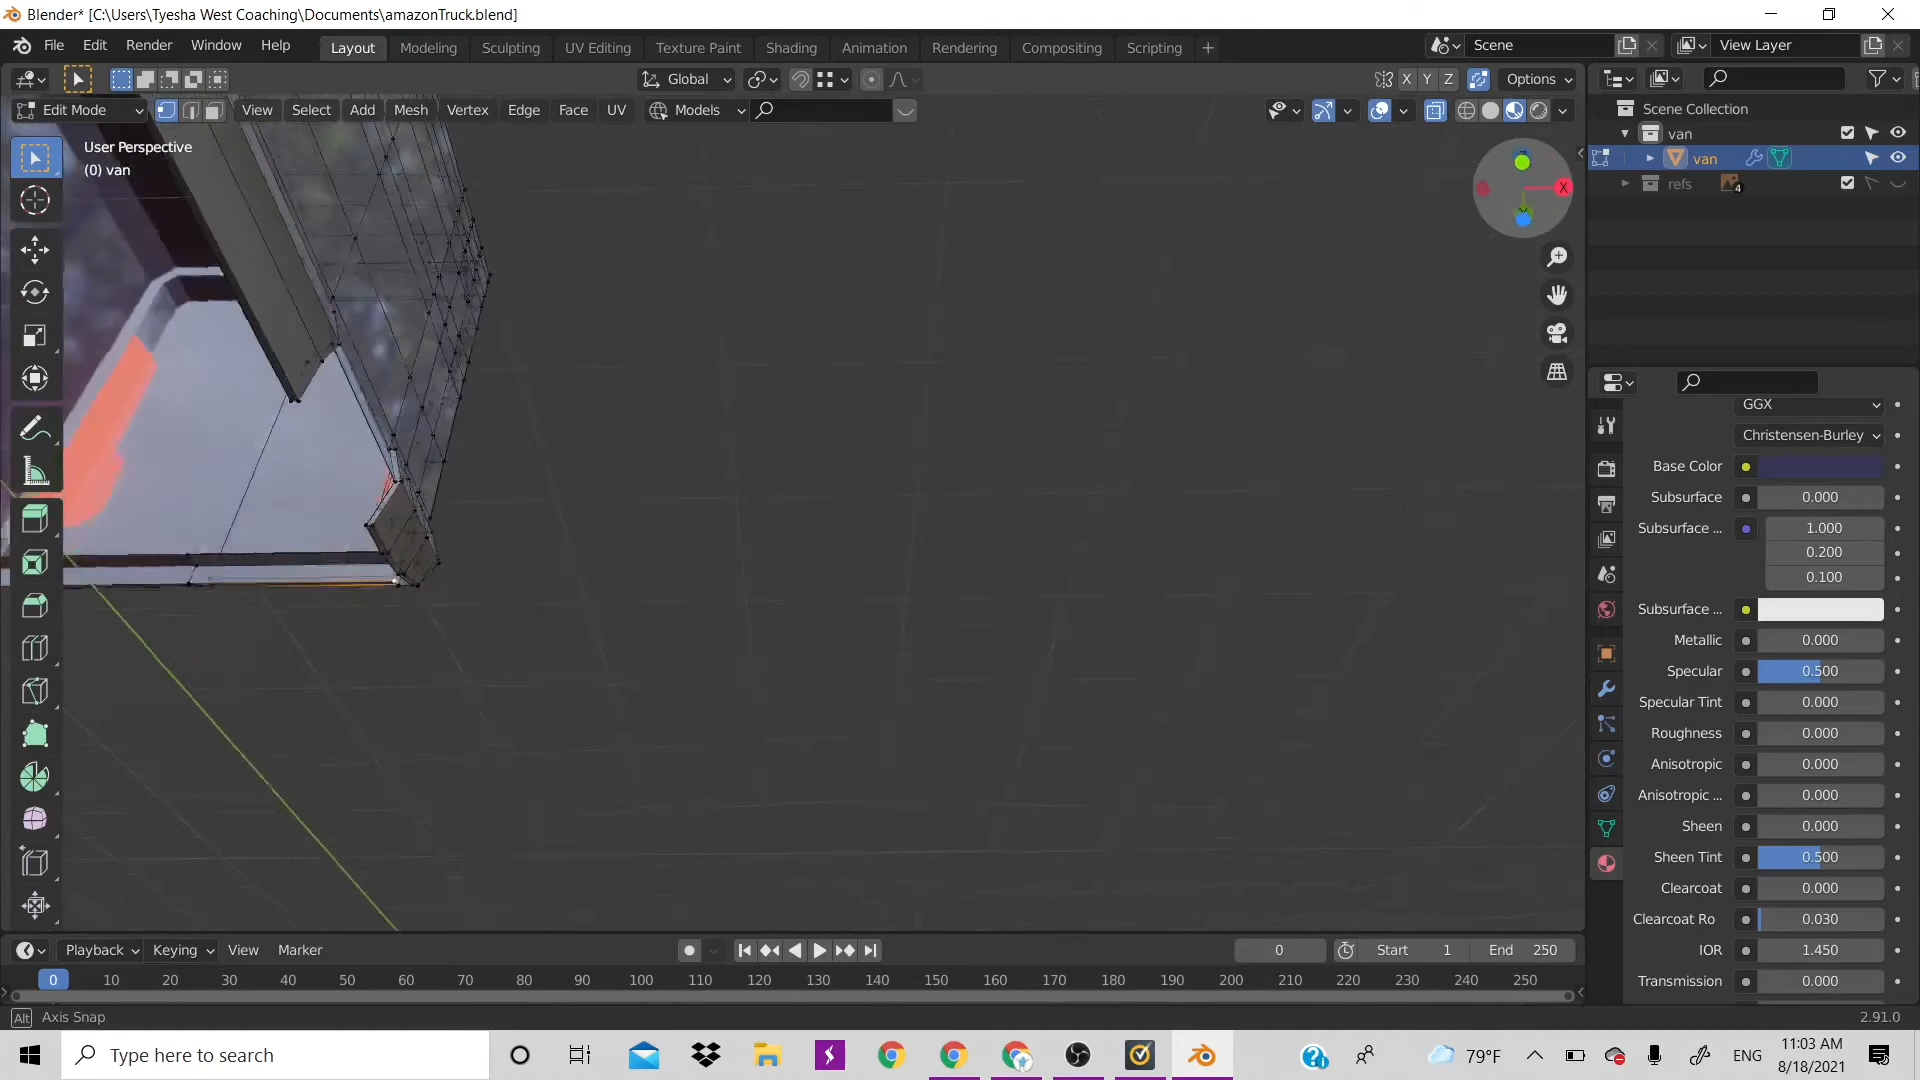 Blender* [C:\Users\Tyesha West Coaching\Documents\amazonTruck.blend]
File Edit Render Window Help
Layout Modeling Sculpting UV Editing Texture Paint Shading Animation Rendering Compositing Scripting +
Scene
View Layer
Global
X Y Z
Options
Edit Mode
View Select Add Mesh Vertex Edge Face UV
Models
User Perspective
(0) van
X
Scene Collection
van
van
refs
4
GGX
Christensen-Burley
Base Color
Subsurface 0.000
Subsurface ... 1.000
0.200
0.100
Subsurface ...
Metallic 0.000
Specular 0.500
Specular Tint 0.000
Roughness 0.000
Anisotropic 0.000
Anisotropic ... 0.000
Sheen 0.000
Sheen Tint 0.500
Clearcoat 0.000
Clearcoat Ro 0.030
IOR 1.450
Transmission 0.000
Playback Keying View Marker
0
Start 1 End 250
0 10 20 30 40 50 60 70 80 90 100 110 120 130 140 150 160 170 180 190 200 210 220 230 240 250
Alt Axis Snap
2.91.0
Type here to search
79°F
ENG
11:03 AM
8/18/2021